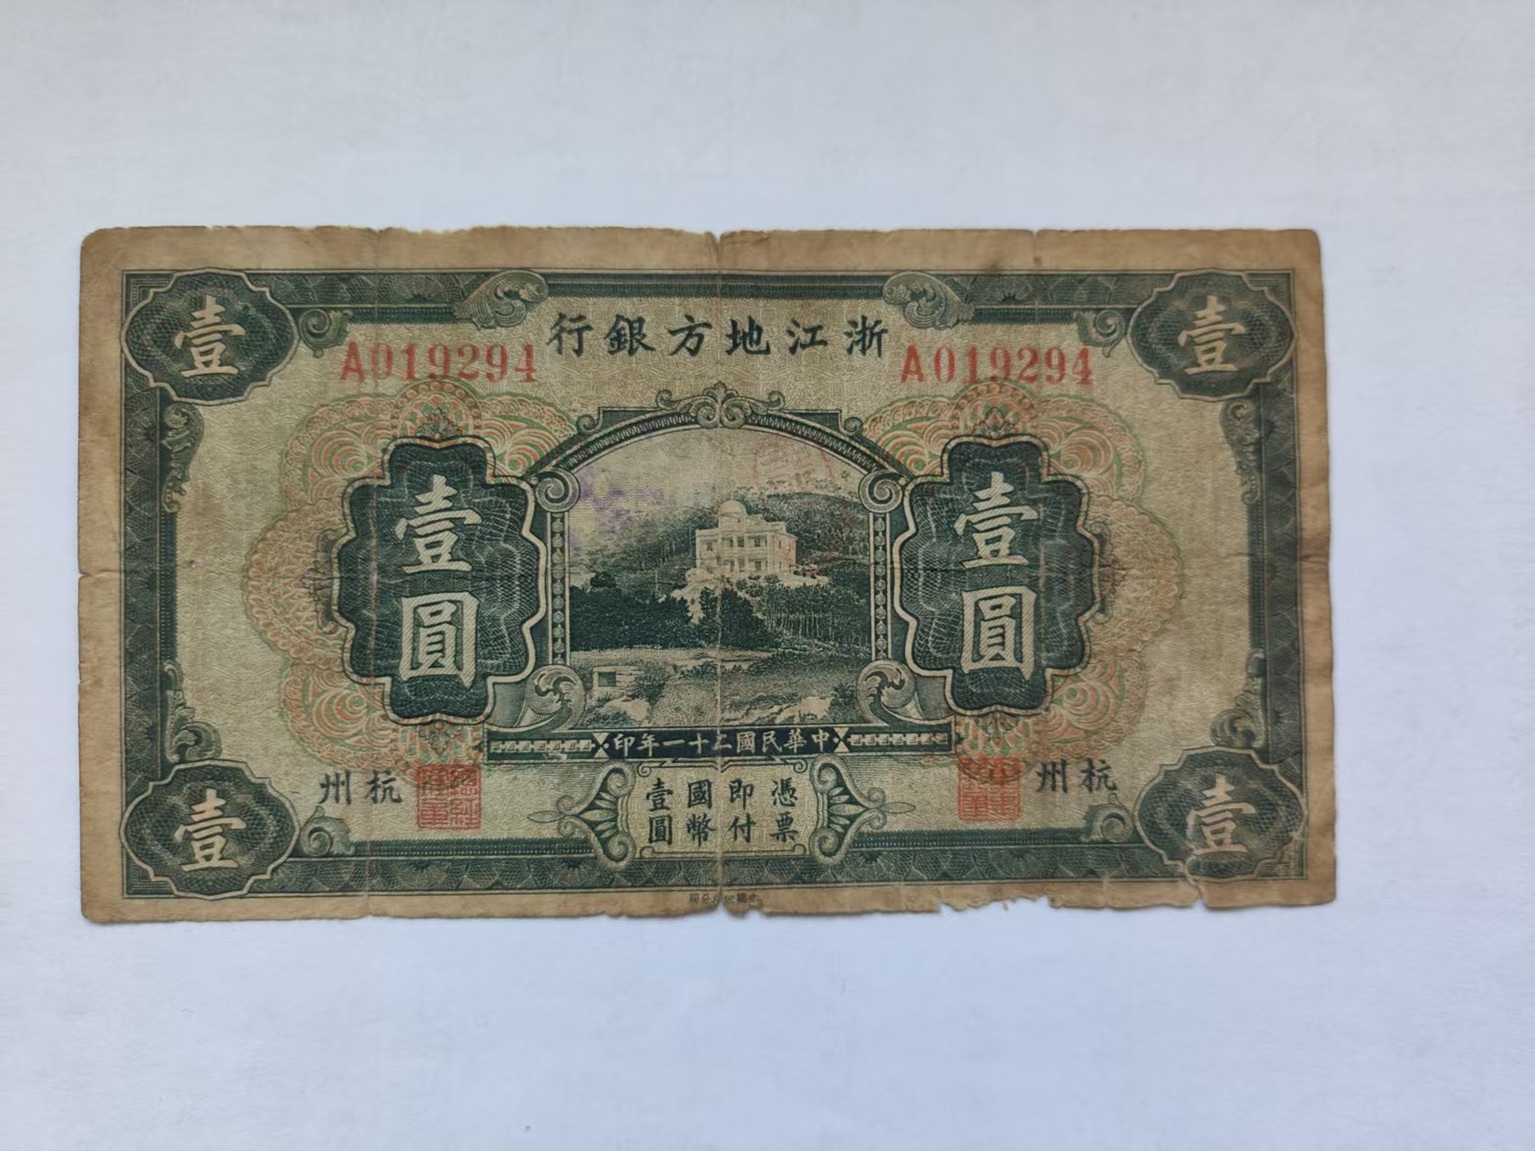 壹
壹
浙江地方銀行
A019294
A019294
壹圓
壹圓
中華民國二十一年印
杭州
杭州
憑票
即付
國幣
壹圓
壹
壹